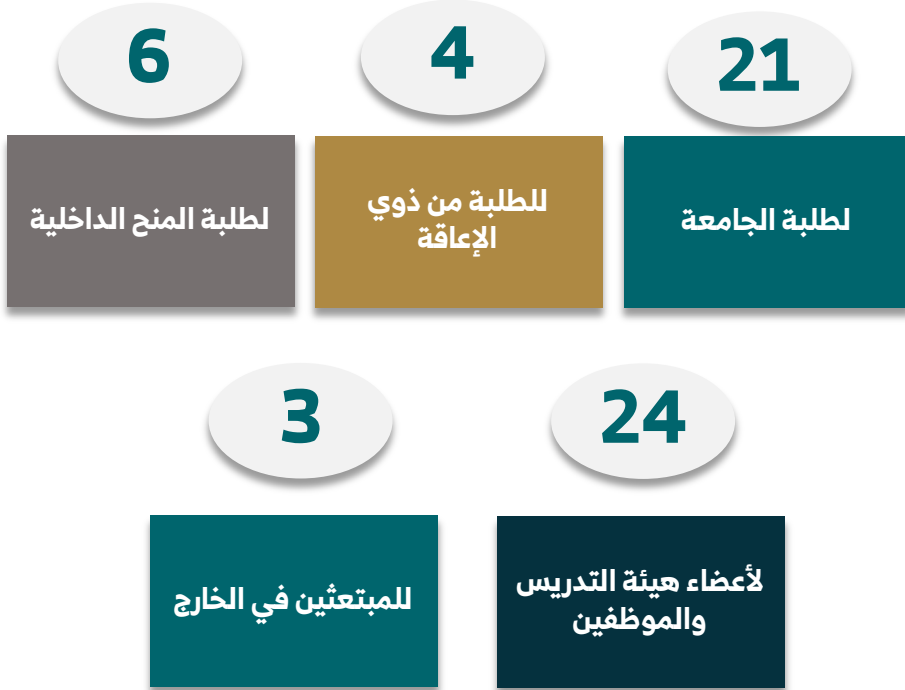 21
لطلبة الجامعة
4
للطلبة من ذوي
الإعاقة
6
لطلبة المنح الداخلية
24
لأعضاء هيئة التدريس
والموظفين
3
للمبتعثين في الخارج